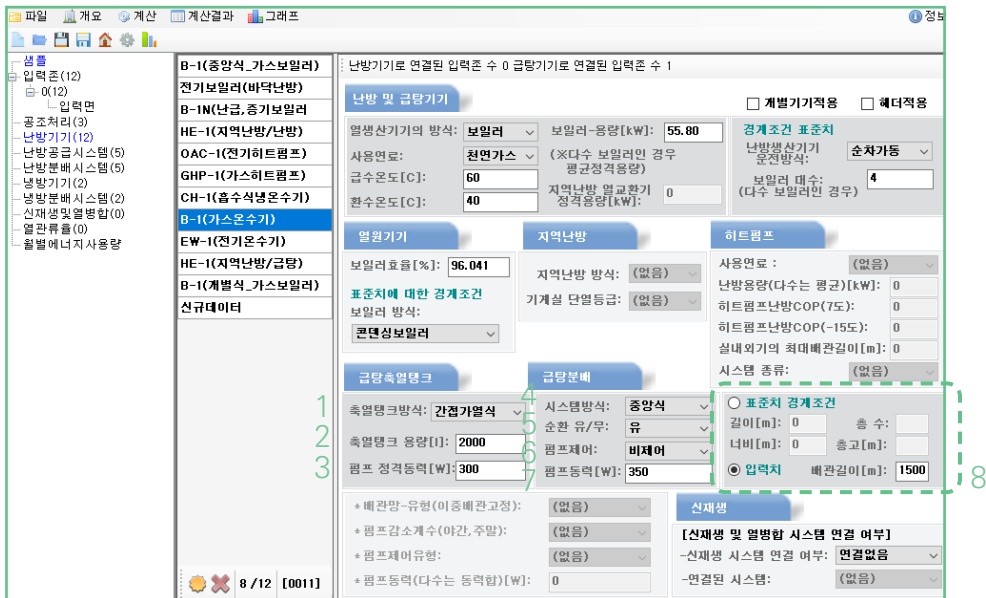 파일 개요 계산 계산결과 그래프 정보
샘플
입력존(12)
0(12)
입력면
공조처리(3)
난방기기(12)
난방공급시스템(5)
난방분배시스템(5)
냉방기기(2)
냉방분배시스템(2)
신재생및열병합(0)
열관류율(0)
월별에너지사용량
B-1(중앙식_가스보일러)
전기보일러(바닥난방)
B-1N(난급,증기보일러
HE-1(지역난방/난방)
OAC-1(전기히트펌프)
GHP-1(가스히트펌프)
CH-1(흡수식냉온수기)
B-1(가스온수기)
EW-1(전기온수기)
HE-1(지역난방/급탕)
B-1(개별식_가스보일러)
신규데이터
8 /12 [0011]
난방기기로 연결된 입력존 수 0 급탕기기로 연결된 입력존 수 1
난방 및 급탕기기
개별기기적용 헤더적용
열생산기기의 방식: 보일러 보일러-용량[kW]: 55.80
사용연료: 천연가스 (※다수 보일러인 경우
평균정격용량)
급수온도[C]: 60
환수온도[C]: 40
지역난방 열교환기
정격용량[kW]: 0
경계조건 표준치
난방생산기기
운전방식: 순차가동
보일러 대수: 4
(다수 보일러인 경우)
열원기기
보일러효율[%]: 96.041
표준치에 대한 경계조건
보일러 방식:
콘덴싱보일러
지역난방
지역난방 방식: (없음)
기계실 단열등급: (없음)
히트펌프
사용연료 : (없음)
난방용량(다수는 평균)[kW]: 0
히트펌프난방COP(7도): 0
히트펌프난방COP(-15도): 0
실내외기의 최대배관길이[m]: 0
시스템 종류: (없음)
급탕축열탱크
1 축열탱크방식: 간접가열식
2 축열탱크 용량[l]: 2000
3 펌프 정격동력[W]: 300
급탕분배
4 시스템방식: 중앙식
5 순환 유/무: 유
6 펌프제어: 비제어
7 펌프동력[W]: 350
표준치 경계조건
길이[m]: 0 층 수:
너비[m]: 0 층고[m]:
입력치 배관길이[m]: 1500
8
*배관망-유형(이중배관고정): (없음)
*펌프감소계수(야간,주말): (없음)
*펌프제어유형: (없음)
*펌프동력(다수는 동력합)[W]: 0
신재생
[신재생 및 열병합 시스템 연결 여부]
-신재생 시스템 연결 여부: 연결없음
-연결된 시스템: (없음)